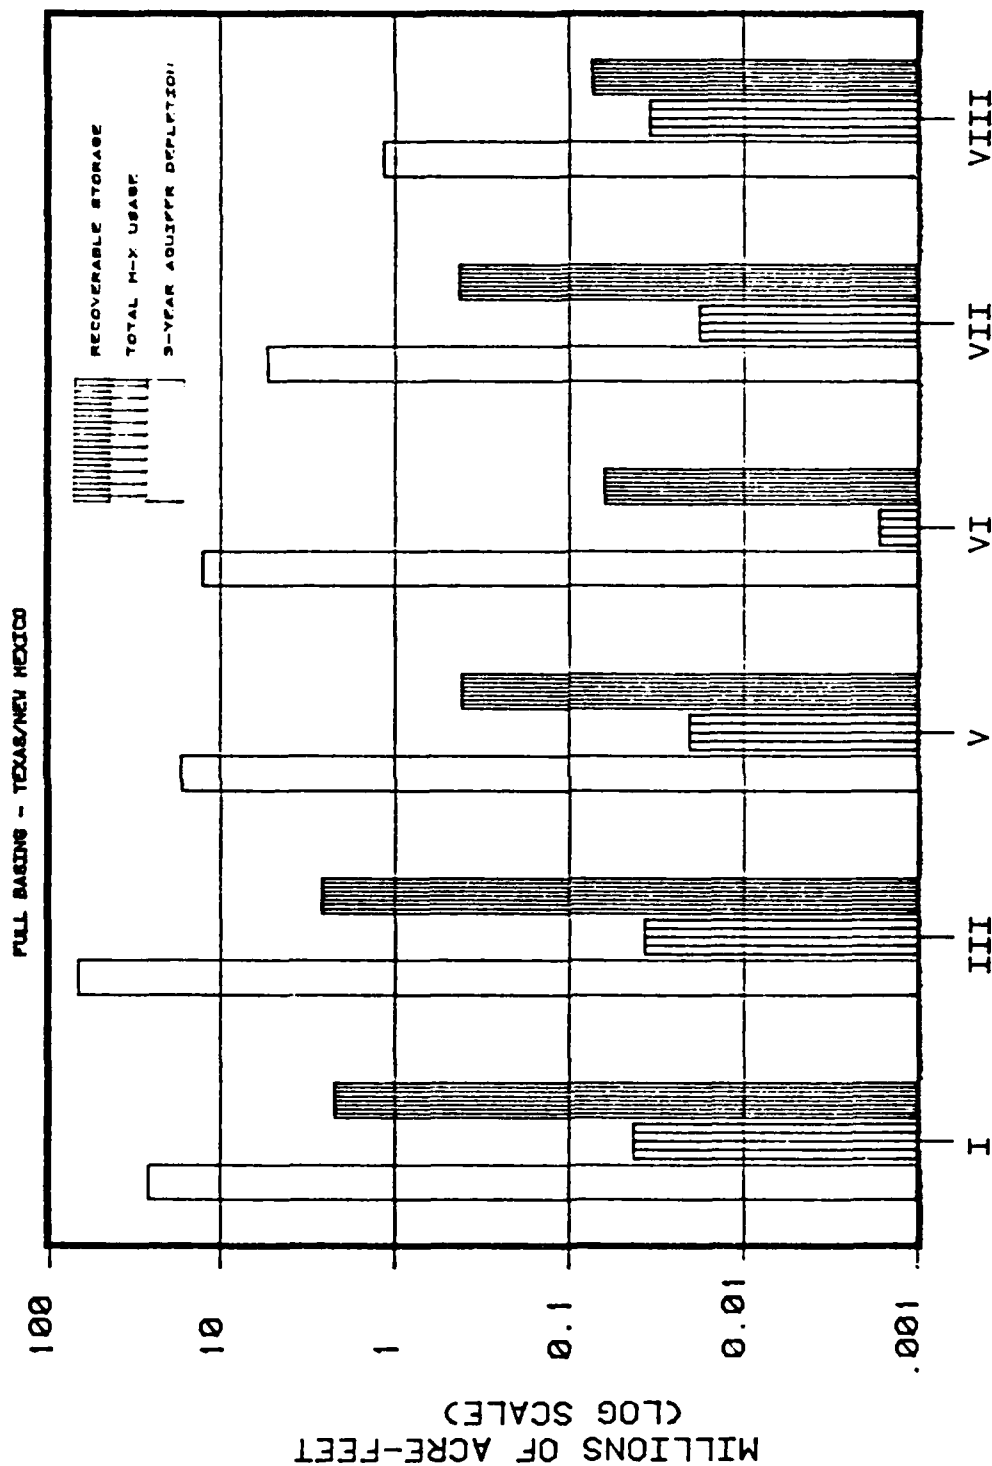 FULL BASING - TEXAS/NEW MEXICO
RECOVERABLE STORAGE
TOTAL M-X USAGE
3-YEAR AQUIFER DEPLETION
MILLIONS OF ACRE-FEET
(LOG SCALE)
100
10
1
0.1
0.01
.001
I
III
V
VI
VII
VIII